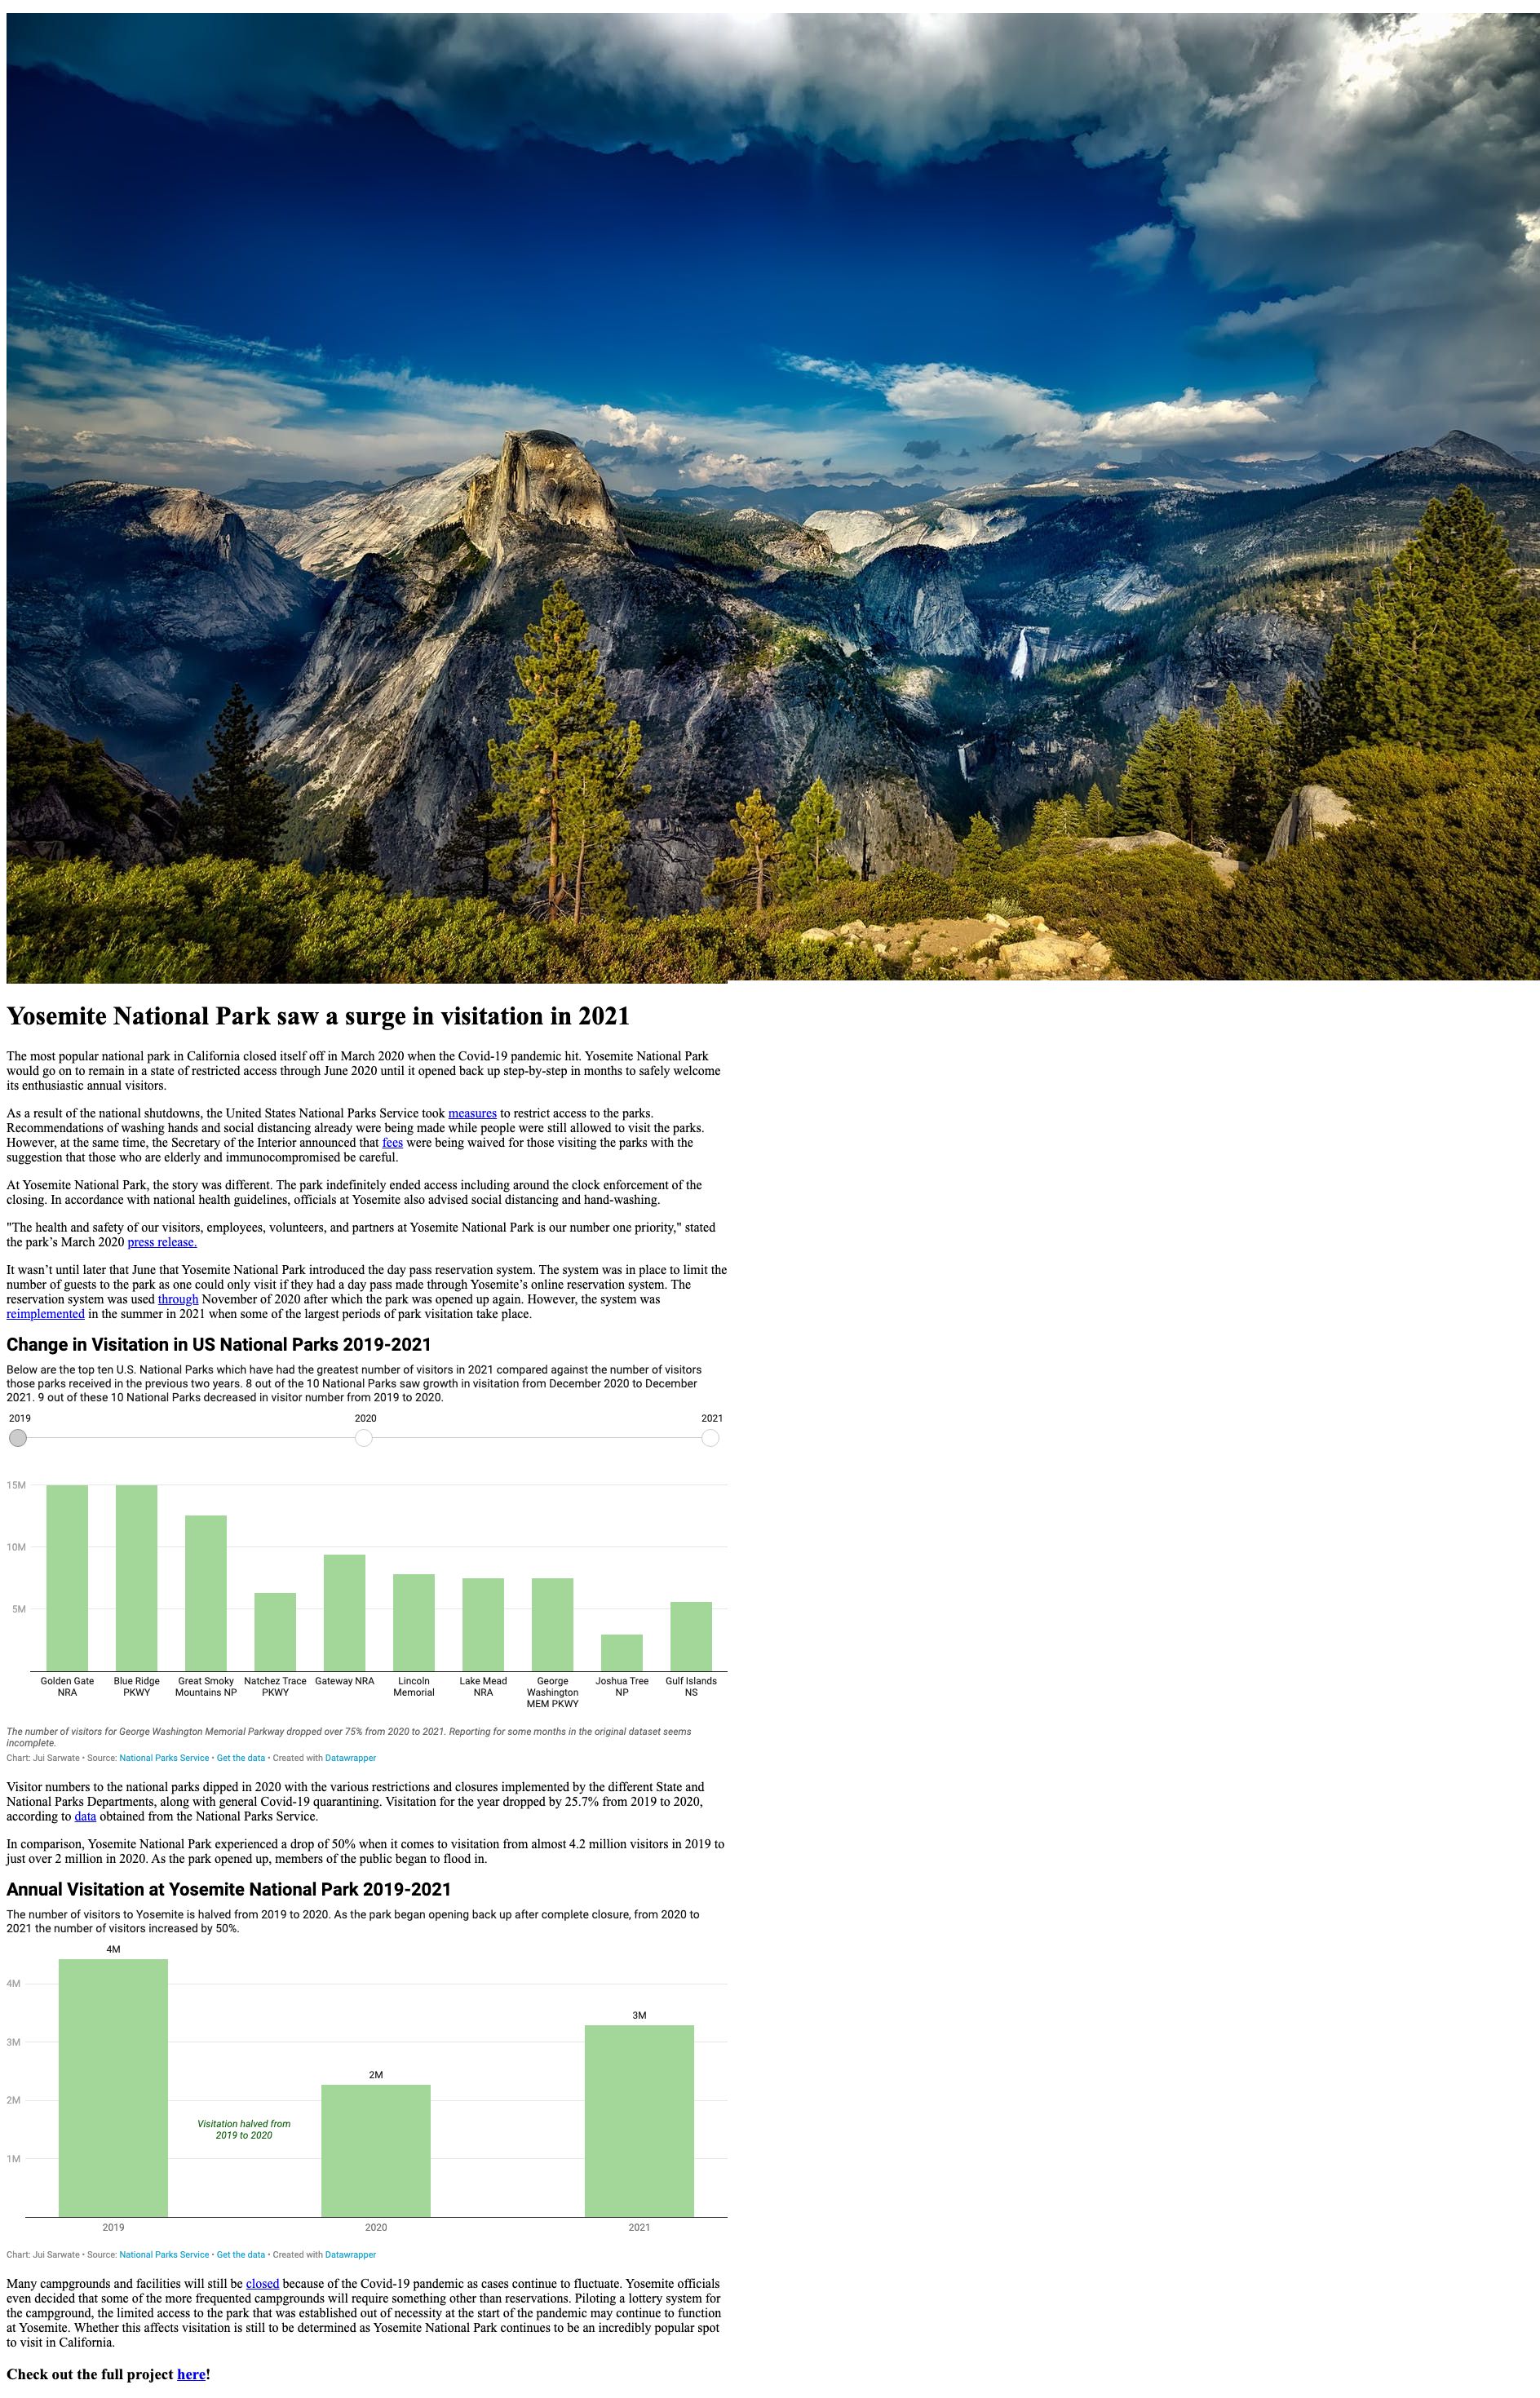 Yosemite National Park saw a surge in visitation in 2021
The most popular national park in California closed itself off in March 2020 when the Covid-19 pandemic hit. Yosemite National Park
would go on to remain in a state of restricted access through June 2020 until it opened back up step-by-step in months to safely welcome
its enthusiastic annual visitors.
As a result of the national shutdowns, the United States National Parks Service took measures to restrict access to the parks.
Recommendations of washing hands and social distancing already were being made while people were still allowed to visit the parks.
However, at the same time, the Secretary of the Interior announced that fees were being waived for those visiting the parks with the
suggestion that those who are elderly and immunocompromised be careful.
At Yosemite National Park, the story was different. The park indefinitely ended access including around the clock enforcement of the
closing. In accordance with national health guidelines, officials at Yosemite also advised social distancing and hand-washing.
"The health and safety of our visitors, employees, volunteers, and partners at Yosemite National Park is our number one priority," stated
the park’s March 2020 press release.
It wasn’t until later that June that Yosemite National Park introduced the day pass reservation system. The system was in place to limit the
number of guests to the park as one could only visit if they had a day pass made through Yosemite’s online reservation system. The
reservation system was used through November of 2020 after which the park was opened up again. However, the system was
reimplemented in the summer in 2021 when some of the largest periods of park visitation take place.
Change in Visitation in US National Parks 2019-2021
Below are the top ten U.S. National Parks which have had the greatest number of visitors in 2021 compared against the number of visitors
those parks received in the previous two years. 8 out of the 10 National Parks saw growth in visitation from December 2020 to December
2021. 9 out of these 10 National Parks decreased in visitor number from 2019 to 2020.
2019 2020 2021
15M
10M
5M
Golden Gate Blue Ridge Great Smoky Natchez Trace Gateway NRA Lincoln Lake Mead George Joshua Tree Gulf Islands
NRA PKWY Mountains NP PKWY Memorial NRA Washington NP NS
MEM PKWY
The number of visitors for George Washington Memorial Parkway dropped over 75% from 2020 to 2021. Reporting for some months in the original dataset seems
incomplete.
Chart: Jui Sarwate • Source: National Parks Service • Get the data • Created with Datawrapper
Visitor numbers to the national parks dipped in 2020 with the various restrictions and closures implemented by the different State and
National Parks Departments, along with general Covid-19 quarantining. Visitation for the year dropped by 25.7% from 2019 to 2020,
according to data obtained from the National Parks Service.
In comparison, Yosemite National Park experienced a drop of 50% when it comes to visitation from almost 4.2 million visitors in 2019 to
just over 2 million in 2020. As the park opened up, members of the public began to flood in.
Annual Visitation at Yosemite National Park 2019-2021
The number of visitors to Yosemite is halved from 2019 to 2020. As the park began opening back up after complete closure, from 2020 to
2021 the number of visitors increased by 50%.
4M
4M
3M
3M
2M
2M
Visitation halved from
2019 to 2020
1M
2019 2020 2021
Chart: Jui Sarwate • Source: National Parks Service • Get the data • Created with Datawrapper
Many campgrounds and facilities will still be closed because of the Covid-19 pandemic as cases continue to fluctuate. Yosemite officials
even decided that some of the more frequented campgrounds will require something other than reservations. Piloting a lottery system for
the campground, the limited access to the park that was established out of necessity at the start of the pandemic may continue to function
at Yosemite. Whether this affects visitation is still to be determined as Yosemite National Park continues to be an incredibly popular spot
to visit in California.
Check out the full project here!